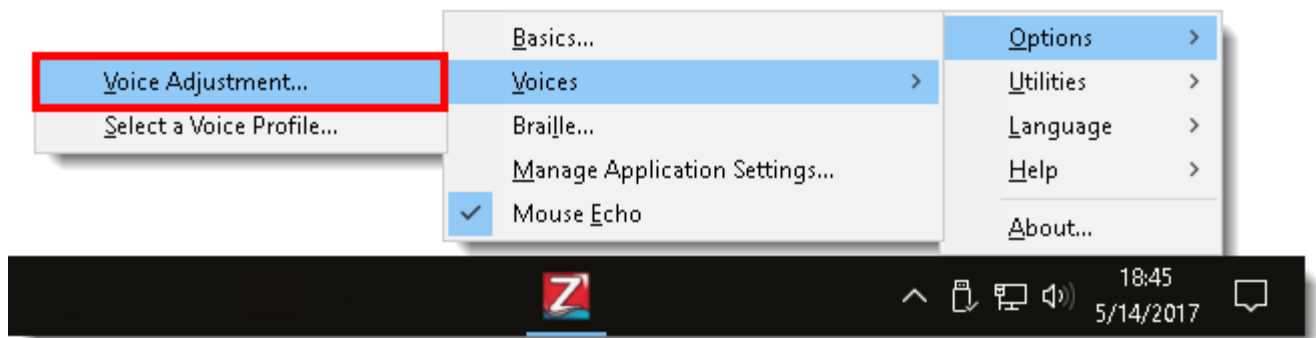 Voice Adjustment...
Select a Voice Profile...
Basics...
Voices
Braille...
Manage Application Settings...
Mouse Echo
Options
Utilities
Language
Help
About...
Z
18:45
5/14/2017